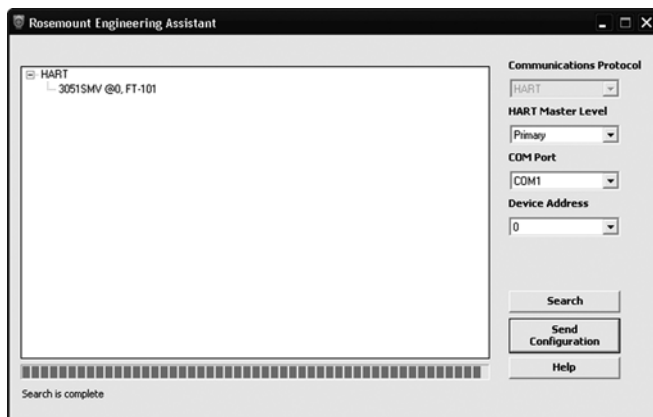 Rosemount Engineering Assistant
HART
3051SMV @0, FT-101
Communications Protocol
HART
HART Master Level
Primary
COM Port
COM1
Device Address
0
Search
Send
Configuration
Help
Search is complete